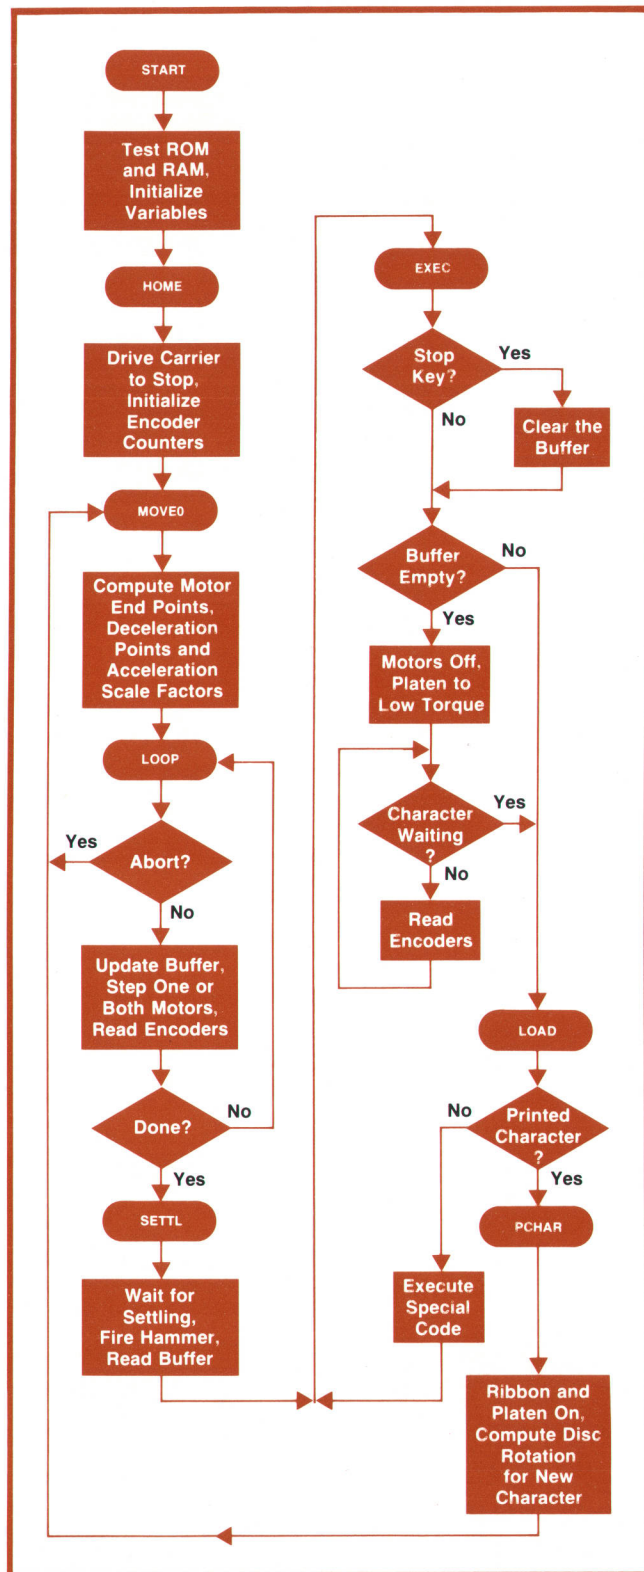 START
Test ROM
and RAM,
Initialize
Variables
HOME
Drive Carrier
to Stop,
Initialize
Encoder
Counters
MOVE0
Compute Motor
End Points,
Deceleration
Points and
Acceleration
Scale Factors
LOOP
Abort?
Yes
No
Update Buffer,
Step One or
Both Motors,
Read Encoders
Done?
No
Yes
SETTL
Wait for
Settling,
Fire Hammer,
Read Buffer
EXEC
Stop
Key?
Yes
No
Clear the
Buffer
Buffer
Empty?
No
Yes
Motors Off,
Platen to
Low Torque
Character
Waiting
?
Yes
No
Read
Encoders
LOAD
Printed
Character
?
No
Yes
Execute
Special
Code
PCHAR
Ribbon and
Platen On,
Compute Disc
Rotation
for New
Character